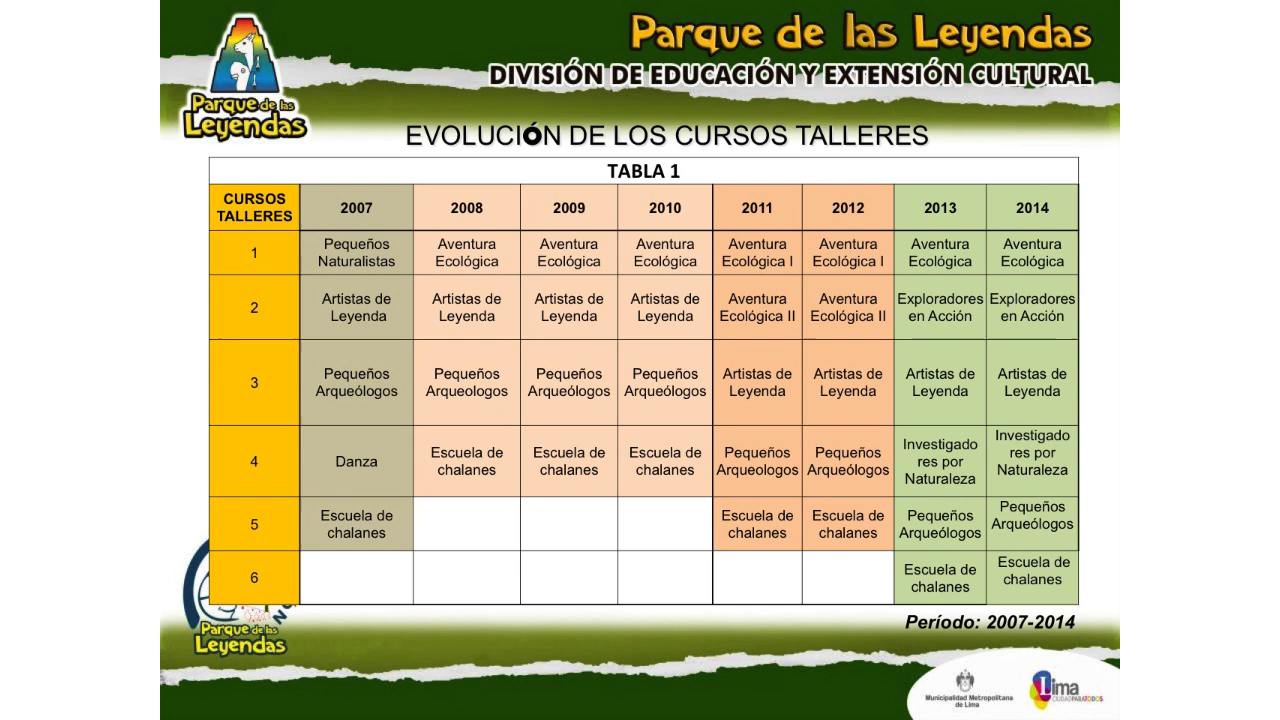 Parque de las Leyendas
DIVISIÓN DE EDUCACIÓN Y EXTENSIÓN CULTURAL
Parque de las
Leyendas
EVOLUCIÓN DE LOS CURSOS TALLERES
TABLA 1
CURSOS TALLERES 2007 2008 2009 2010 2011 2012 2013 2014
1 Pequeños Naturalistas Aventura Ecológica Aventura Ecológica Aventura Ecológica Aventura Ecológica I Aventura Ecológica I Aventura Ecológica Aventura Ecológica
2 Artistas de Leyenda Artistas de Leyenda Artistas de Leyenda Artistas de Leyenda Aventura Ecológica II Aventura Ecológica II Exploradores en Acción Exploradores en Acción
3 Pequeños Arqueólogos Pequeños Arqueologos Pequeños Arqueólogos Pequeños Arqueólogos Artistas de Leyenda Artistas de Leyenda Artistas de Leyenda Artistas de Leyenda
4 Danza Escuela de chalanes Escuela de chalanes Escuela de chalanes Pequeños Arqueologos Pequeños Arqueólogos Investigado res por Naturaleza Investigado res por Naturaleza
5 Escuela de chalanes Escuela de chalanes Escuela de chalanes Pequeños Arqueólogos Pequeños Arqueólogos
6 Escuela de chalanes Escuela de chalanes
Parque de las
Leyendas
Período: 2007-2014
Municipalidad Metropolitana
de Lima
Lima
CIUDADPARATODOS